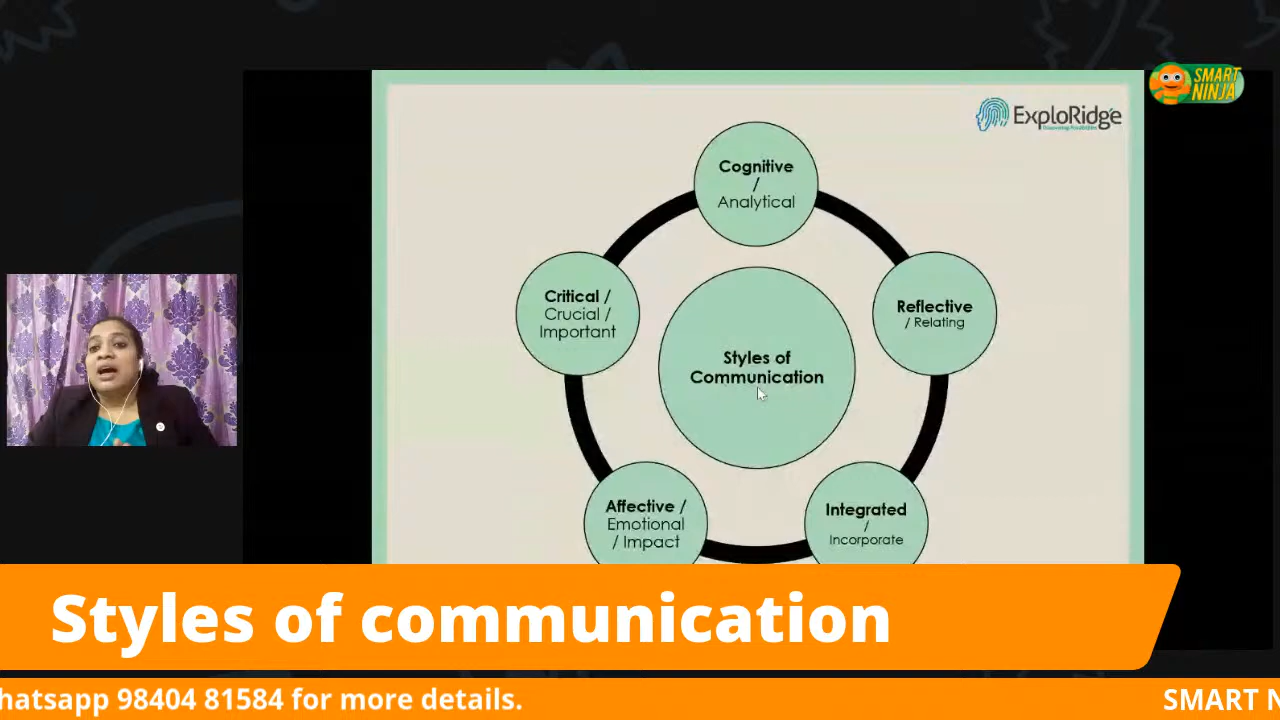 SMART
NINJA
ExploRidge
Cognitive
/
Analytical
Critical /
Crucial /
Important
Reflective
/ Relating
Styles of
Communication
Affective /
Emotional
/ Impact
Integrated
/
Incorporate
Styles of communication
hatsapp 98404 81584 for more details.
SMART N